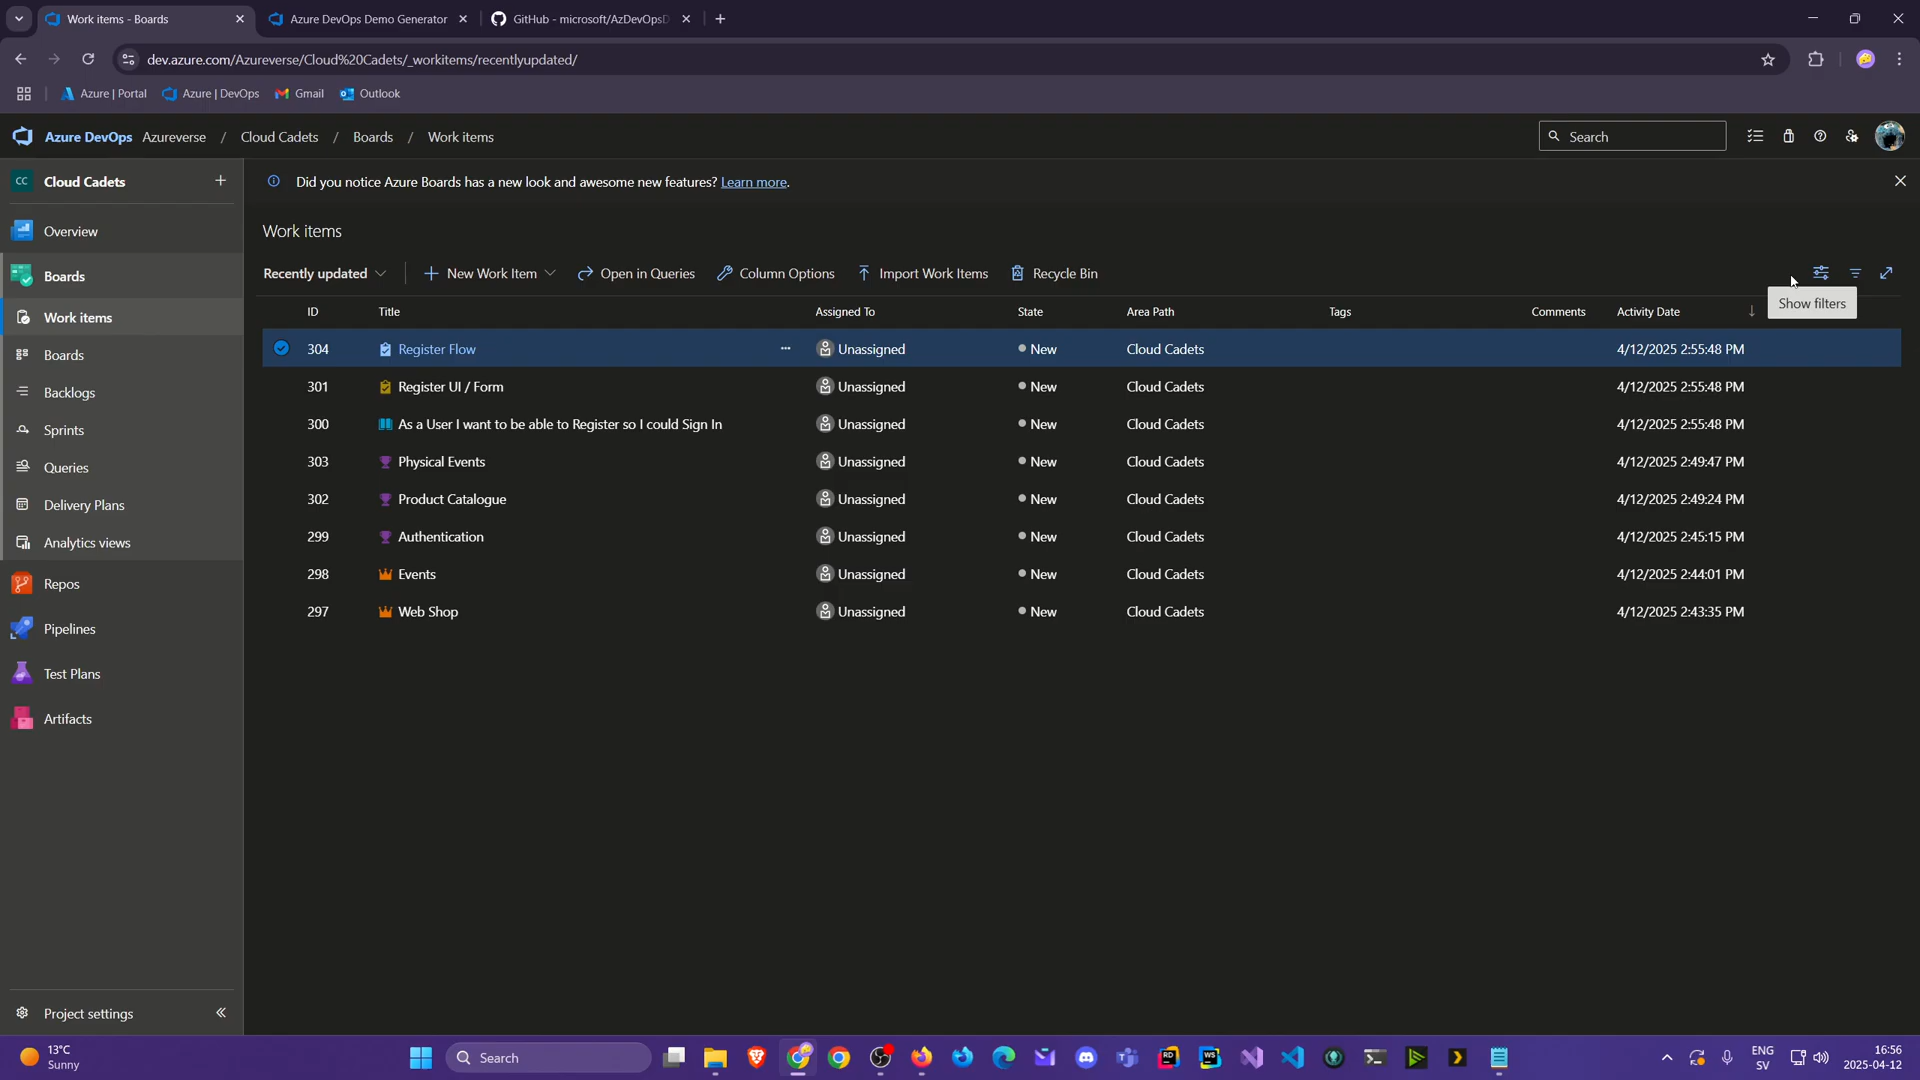 Work items - Boards
Azure DevOps Demo Generator
GitHub - microsoft/AzDevOpsD
dev.azure.com/Azureverse/Cloud%20Cadets/_workitems/recentlyupdated/
Azure | Portal
Azure | DevOps
Gmail
Outlook
Azure DevOps Azureverse / Cloud Cadets / Boards / Work items
Search
CC Cloud Cadets
Did you notice Azure Boards has a new look and awesome new features? Learn more.
Overview
Boards
Work items
Boards
Backlogs
Sprints
Queries
Delivery Plans
Analytics views
Repos
Pipelines
Test Plans
Artifacts
Project settings
Work items
Recently updated New Work Item Open in Queries Column Options Import Work Items Recycle Bin
Show filters
ID Title Assigned To State Area Path Tags Comments Activity Date
304 Register Flow Unassigned New Cloud Cadets 4/12/2025 2:55:48 PM
301 Register UI / Form Unassigned New Cloud Cadets 4/12/2025 2:55:48 PM
300 As a User I want to be able to Register so I could Sign In Unassigned New Cloud Cadets 4/12/2025 2:55:48 PM
303 Physical Events Unassigned New Cloud Cadets 4/12/2025 2:49:47 PM
302 Product Catalogue Unassigned New Cloud Cadets 4/12/2025 2:49:24 PM
299 Authentication Unassigned New Cloud Cadets 4/12/2025 2:45:15 PM
298 Events Unassigned New Cloud Cadets 4/12/2025 2:44:01 PM
297 Web Shop Unassigned New Cloud Cadets 4/12/2025 2:43:35 PM
13°C
Sunny
Search
RD
WS
ENG
SV
16:56
2025-04-12